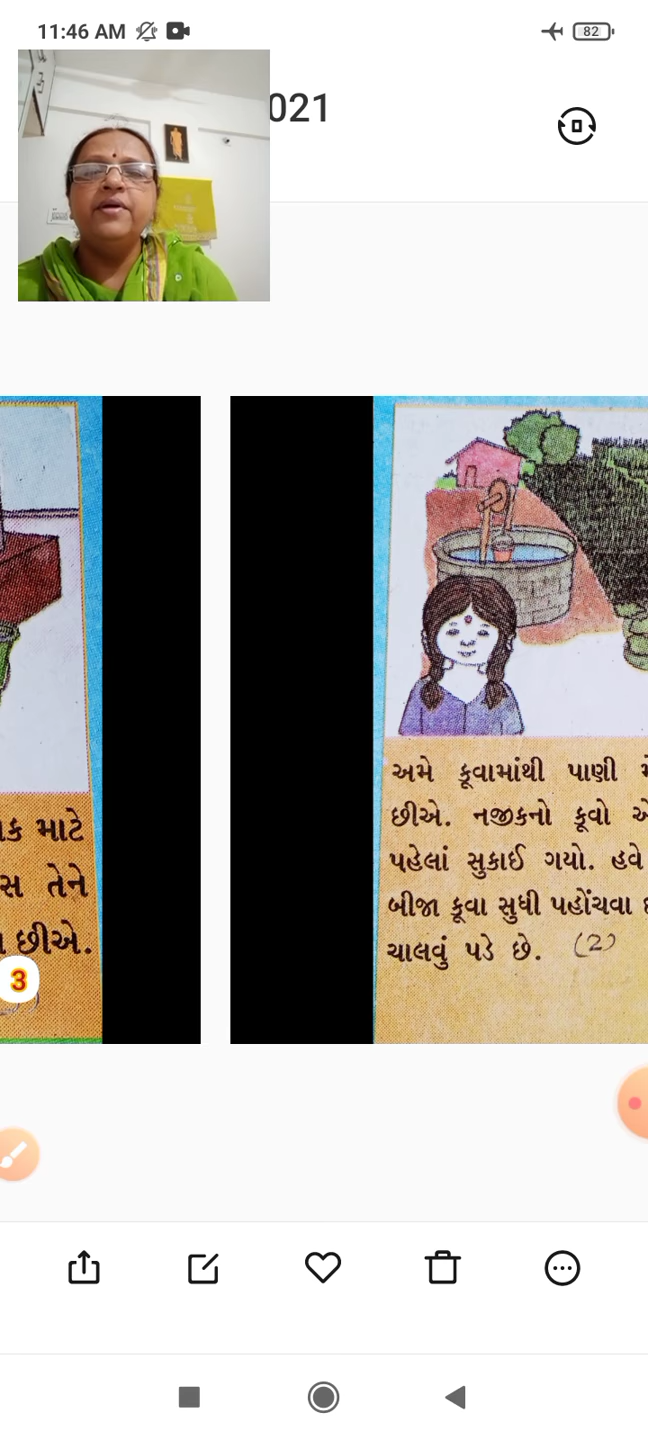 11:46 AM
82
021
ક માટે
સ તેને
છીએ.
3
અમે કૂવામાંથી પાણી
છીએ. નજીકનો કૂવો
પહેલાં સુકાઈ ગયો. હવે
બીજા કૂવા સુધી પહોંચવા
ચાલવું પડે છે. (2)